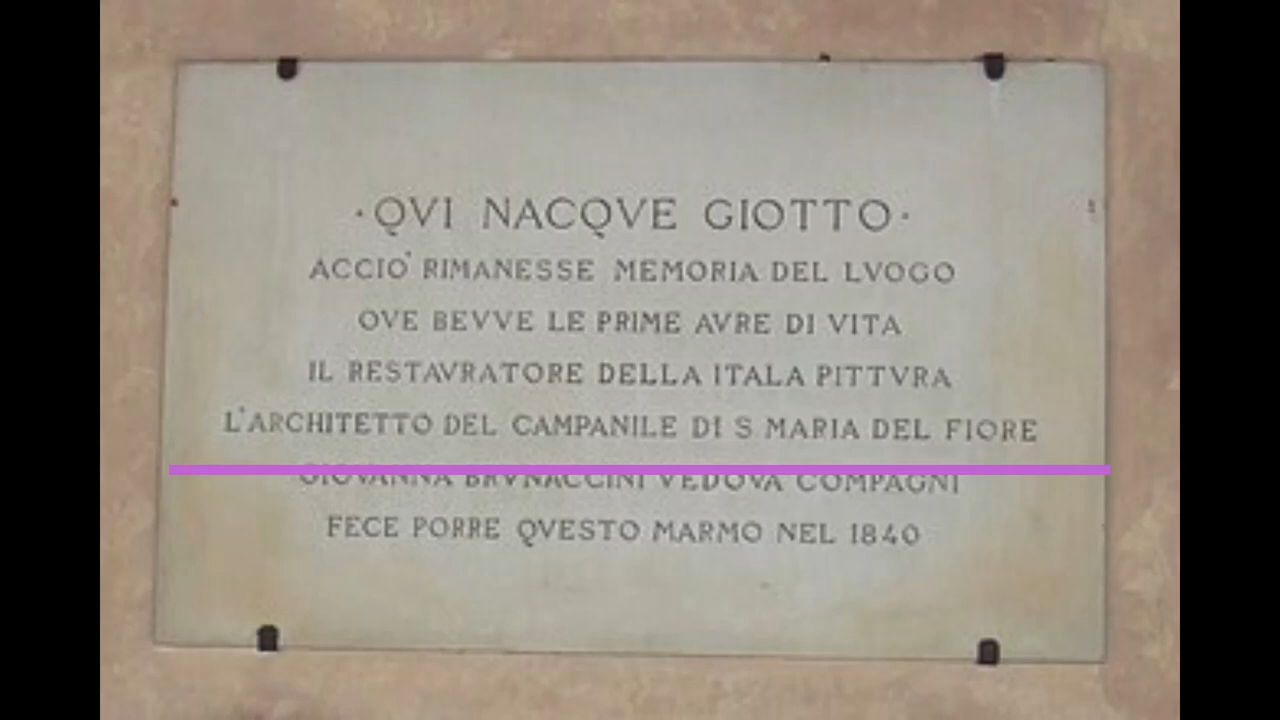 ·QVI NACQVE GIOTTO·
ACCIO' RIMANESSE MEMORIA DEL LVOGO
OVE BEVVE LE PRIME AVRE DI VITA
IL RESTAVRATORE DELLA ITALA PITTVRA
L'ARCHITETTO DEL CAMPANILE DI S. MARIA DEL FIORE
GIOVANNA BRVNACCINI VEDOVA COMPAGNI
FECE PORRE QVESTO MARMO NEL 1840